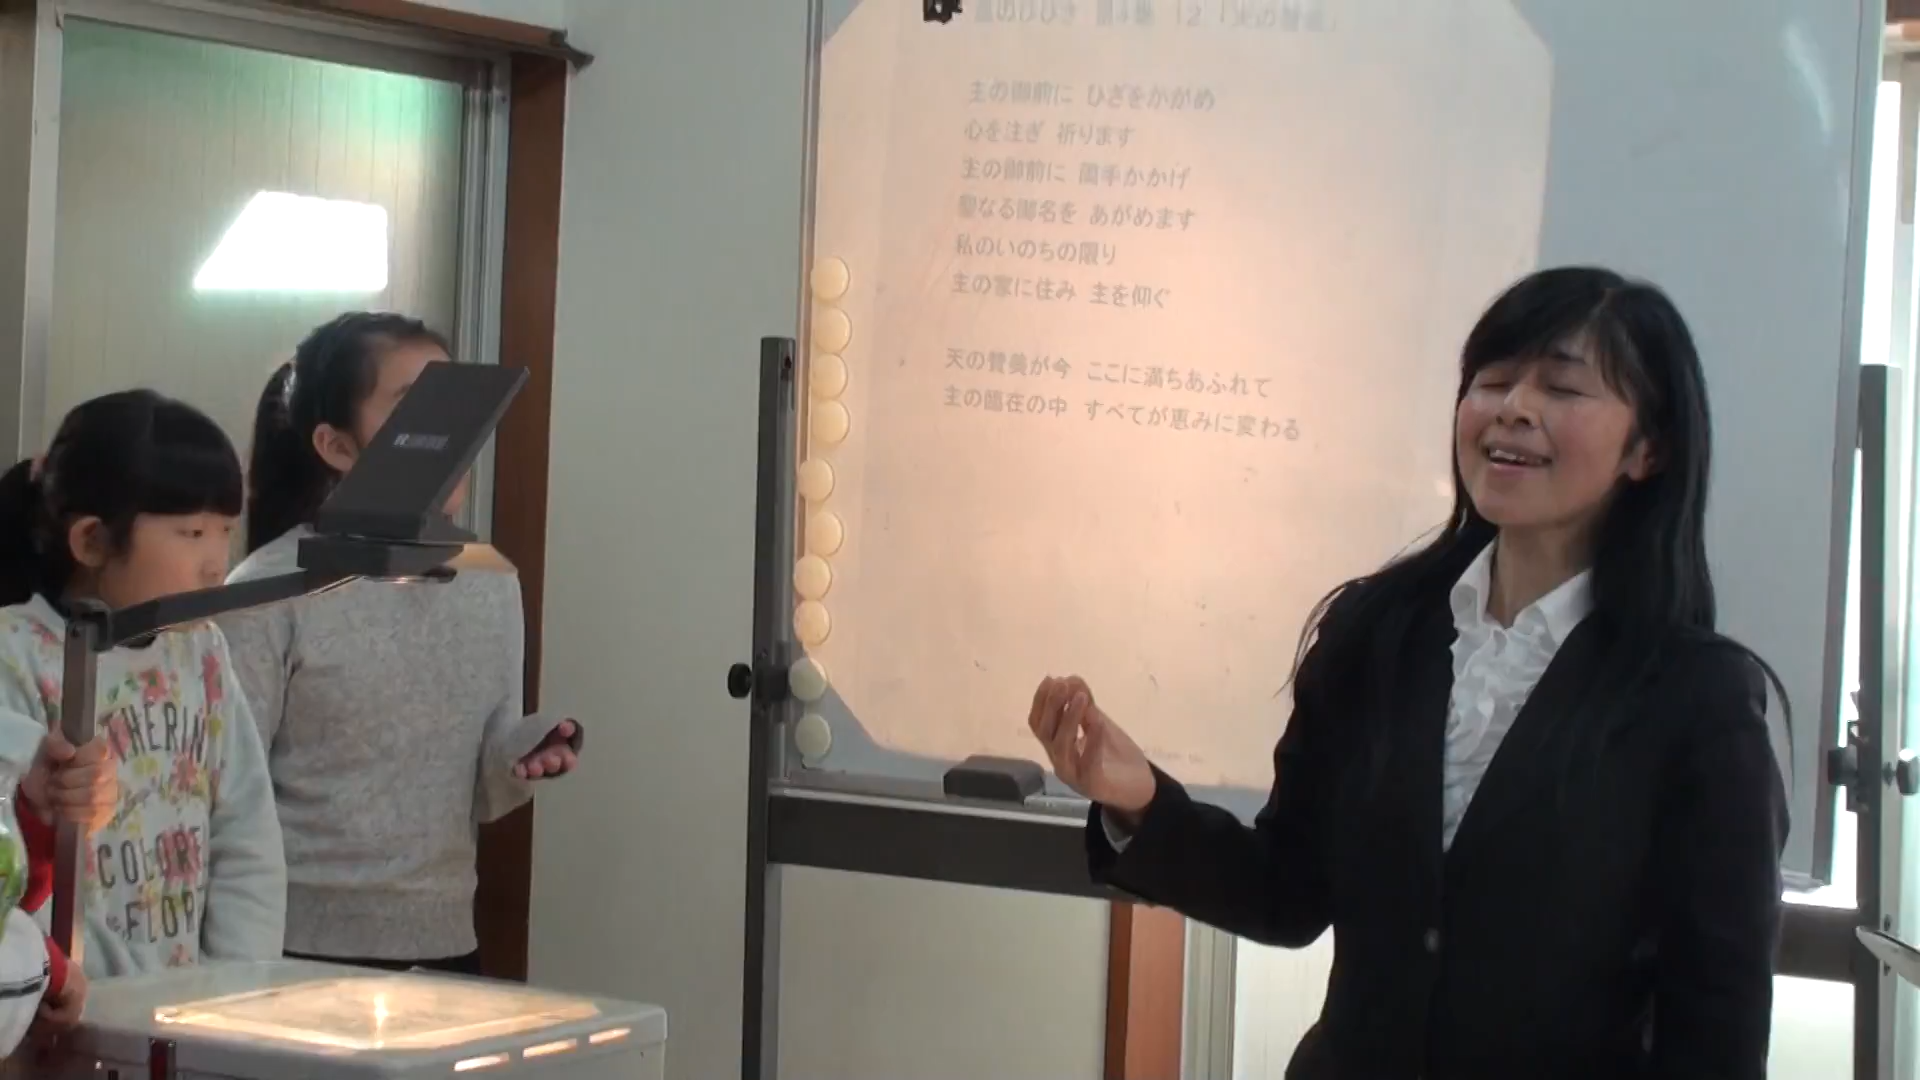 主の御前に ひざをかがめ
心を注ぎ 祈ります
主の御前に 両手かかげ
聖なる御名を あがめます
私のいのちの限り
主の家に住み 主を仰ぐ
天の賛美が今 ここに満ちあふれて
主の臨在の中 すべてが恵みに変わる
THERIN
COLORE
FLOR